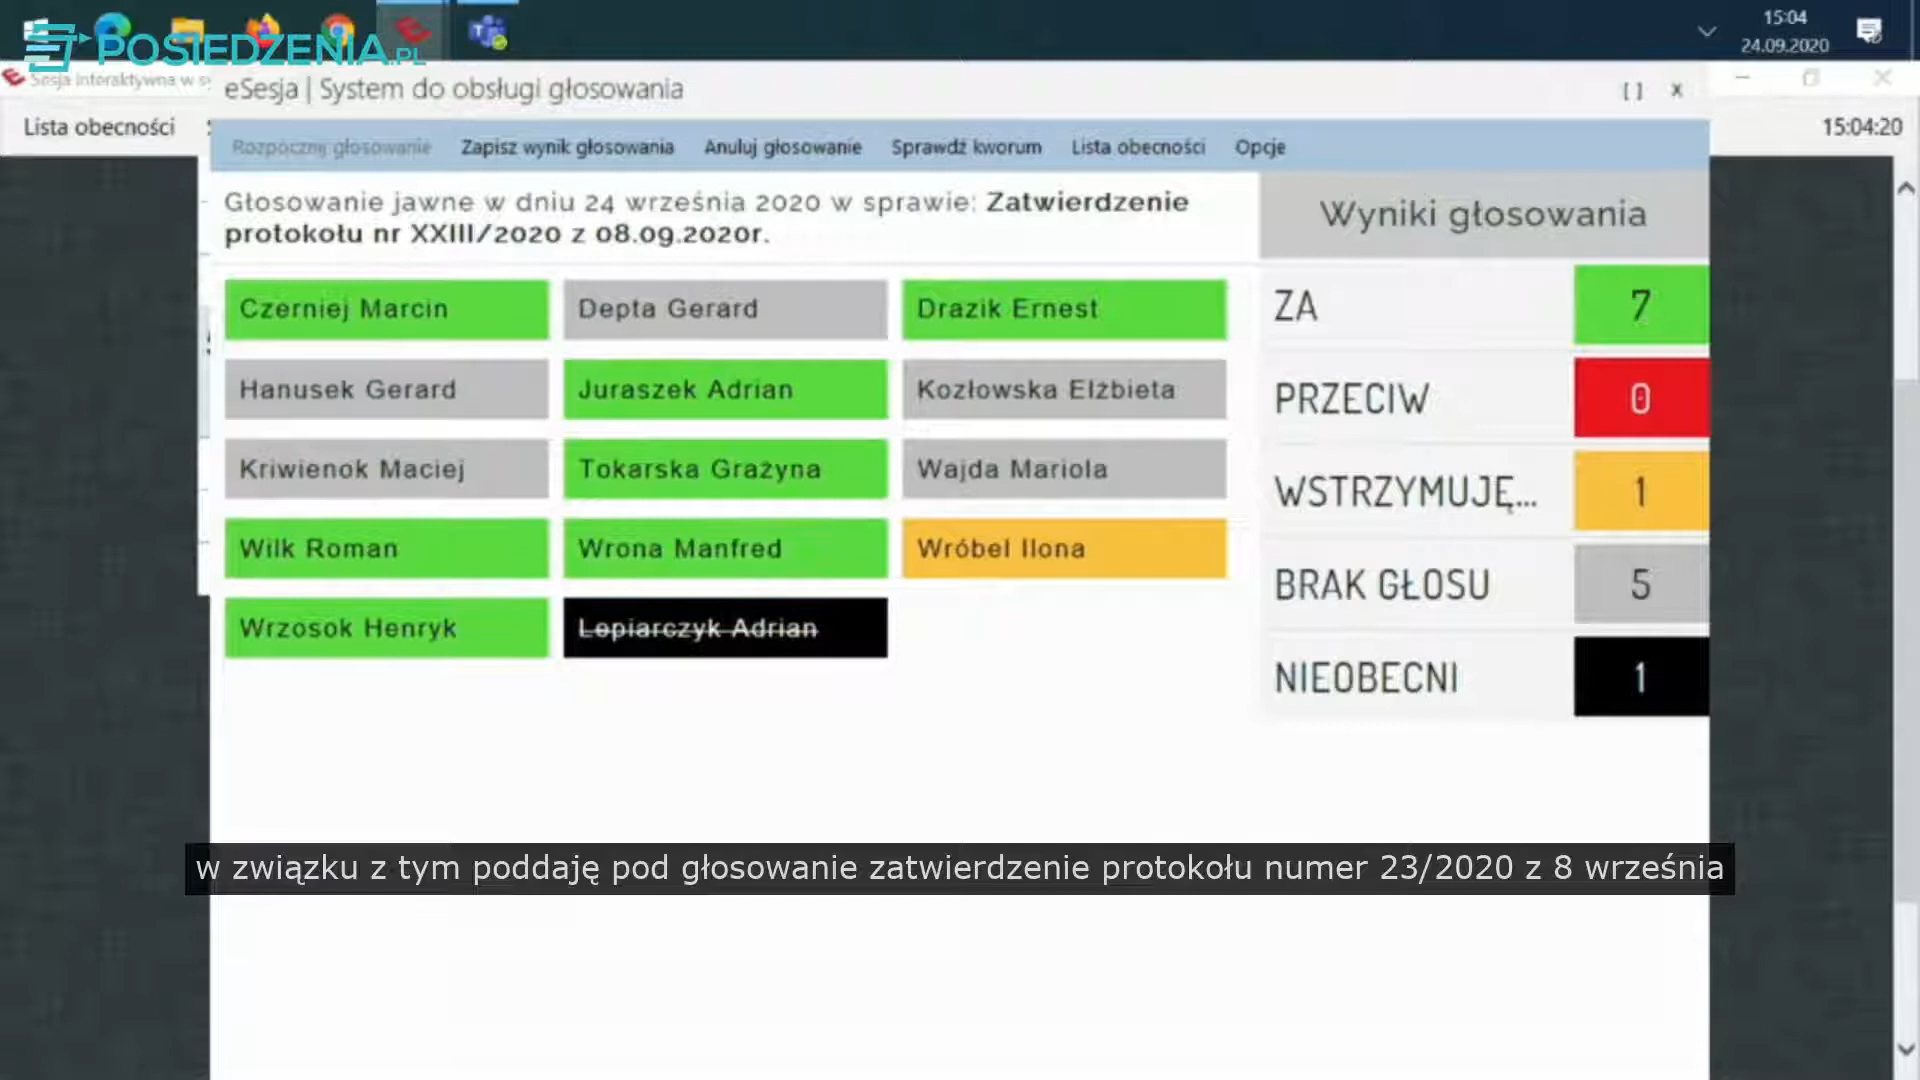 POSIEDZENIA.PL
15:04
24.09.2020
Sesja interaktywna w
eSesja | System do obsługi głosowania
[ ] X
Lista obecności
15:04:20
Rozpocznij głosowanie Zapisz wynik głosowania Anuluj głosowanie Sprawdź kworum Lista obecności Opcje
Głosowanie jawne w dniu 24 września 2020 w sprawie: Zatwierdzenie
protokołu nr XXIII/2020 z 08.09.2020r.
Wyniki głosowania
Czerniej Marcin Depta Gerard Drazik Ernest
Hanusek Gerard Juraszek Adrian Kozłowska Elżbieta
Kriwienok Maciej Tokarska Grażyna Wajda Mariola
Wilk Roman Wrona Manfred Wróbel Ilona
Wrzosok Henryk Lepiarczyk Adrian
ZA 7
PRZECIW 0
WSTRZYMUJĘ... 1
BRAK GŁOSU 5
NIEOBECNI 1
w związku z tym poddaję pod głosowanie zatwierdzenie protokołu numer 23/2020 z 8 września